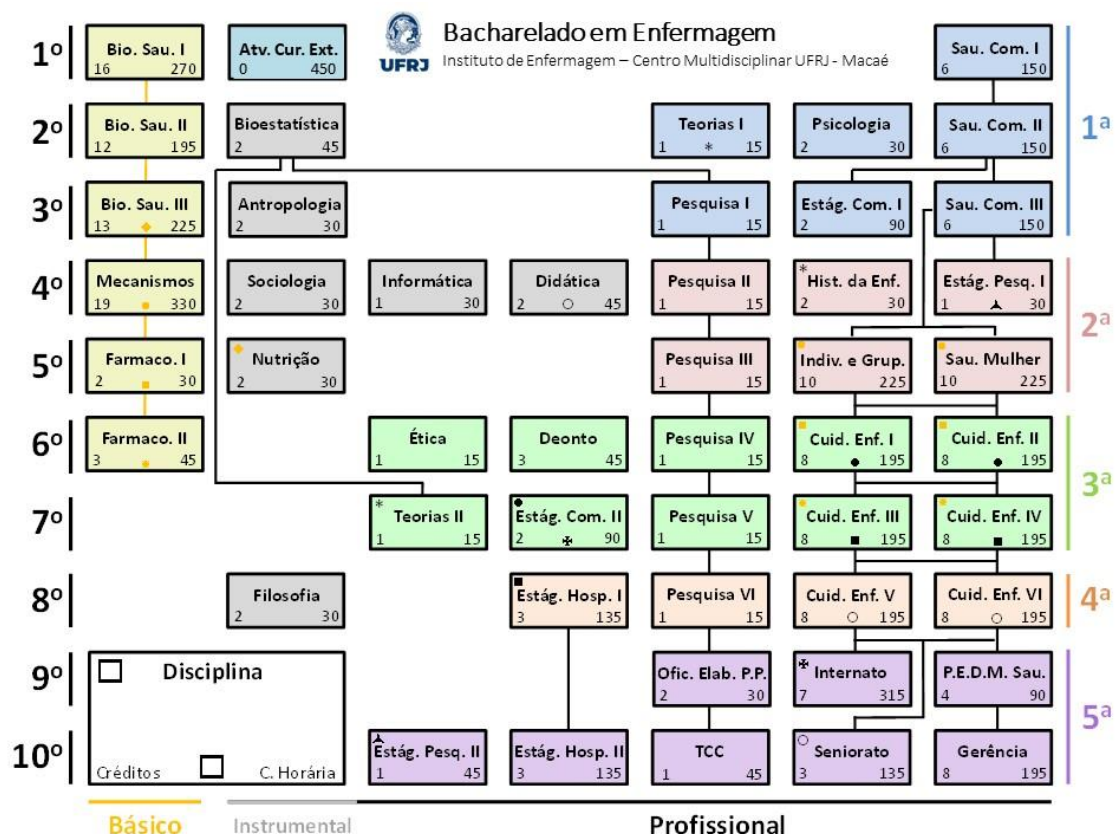 Bacharelado em Enfermagem
UFRJ
Instituto de Enfermagem – Centro Multidisciplinar UFRJ - Macaé
1º
Bio. Sau. I
16 270
Atv. Cur. Ext.
0 450
Sau. Com. I
6 150
1ª
2º
Bio. Sau. II
12 195
Bioestatística
2 45
Teorias I
1 * 15
Psicologia
2 30
Sau. Com. II
6 150
3º
Bio. Sau. III
13 225
Antropologia
2 30
Pesquisa I
1 15
Estág. Com. I
2 90
Sau. Com. III
6 150
4º
Mecanismos
19 330
Sociologia
2 30
Informática
1 30
Didática
2 45
Pesquisa II
1 15
* Hist. da Enf.
2 30
Estág. Pesq. I
1 30
2ª
5º
Farmaco. I
2 30
Nutrição
2 30
Pesquisa III
1 15
Indiv. e Grup.
10 225
Sau. Mulher
10 225
6º
Farmaco. II
3 45
Ética
1 15
Deonto
3 45
Pesquisa IV
1 15
Cuid. Enf. I
8 195
Cuid. Enf. II
8 195
3ª
7º
* Teorias II
1 15
Estág. Com. II
2 90
Pesquisa V
1 15
Cuid. Enf. III
8 195
Cuid. Enf. IV
8 195
8º
Filosofia
2 30
Estág. Hosp. I
3 135
Pesquisa VI
1 15
Cuid. Enf. V
8 195
Cuid. Enf. VI
8 195
4ª
9º
Disciplina
Créditos C. Horária
Ofic. Elab. P.P.
2 30
Internato
7 315
P.E.D.M. Sau.
4 90
5ª
10º
Estág. Pesq. II
1 45
Estág. Hosp. II
3 135
TCC
1 45
Seniorato
3 135
Gerência
8 195
Básico
Instrumental
Profissional